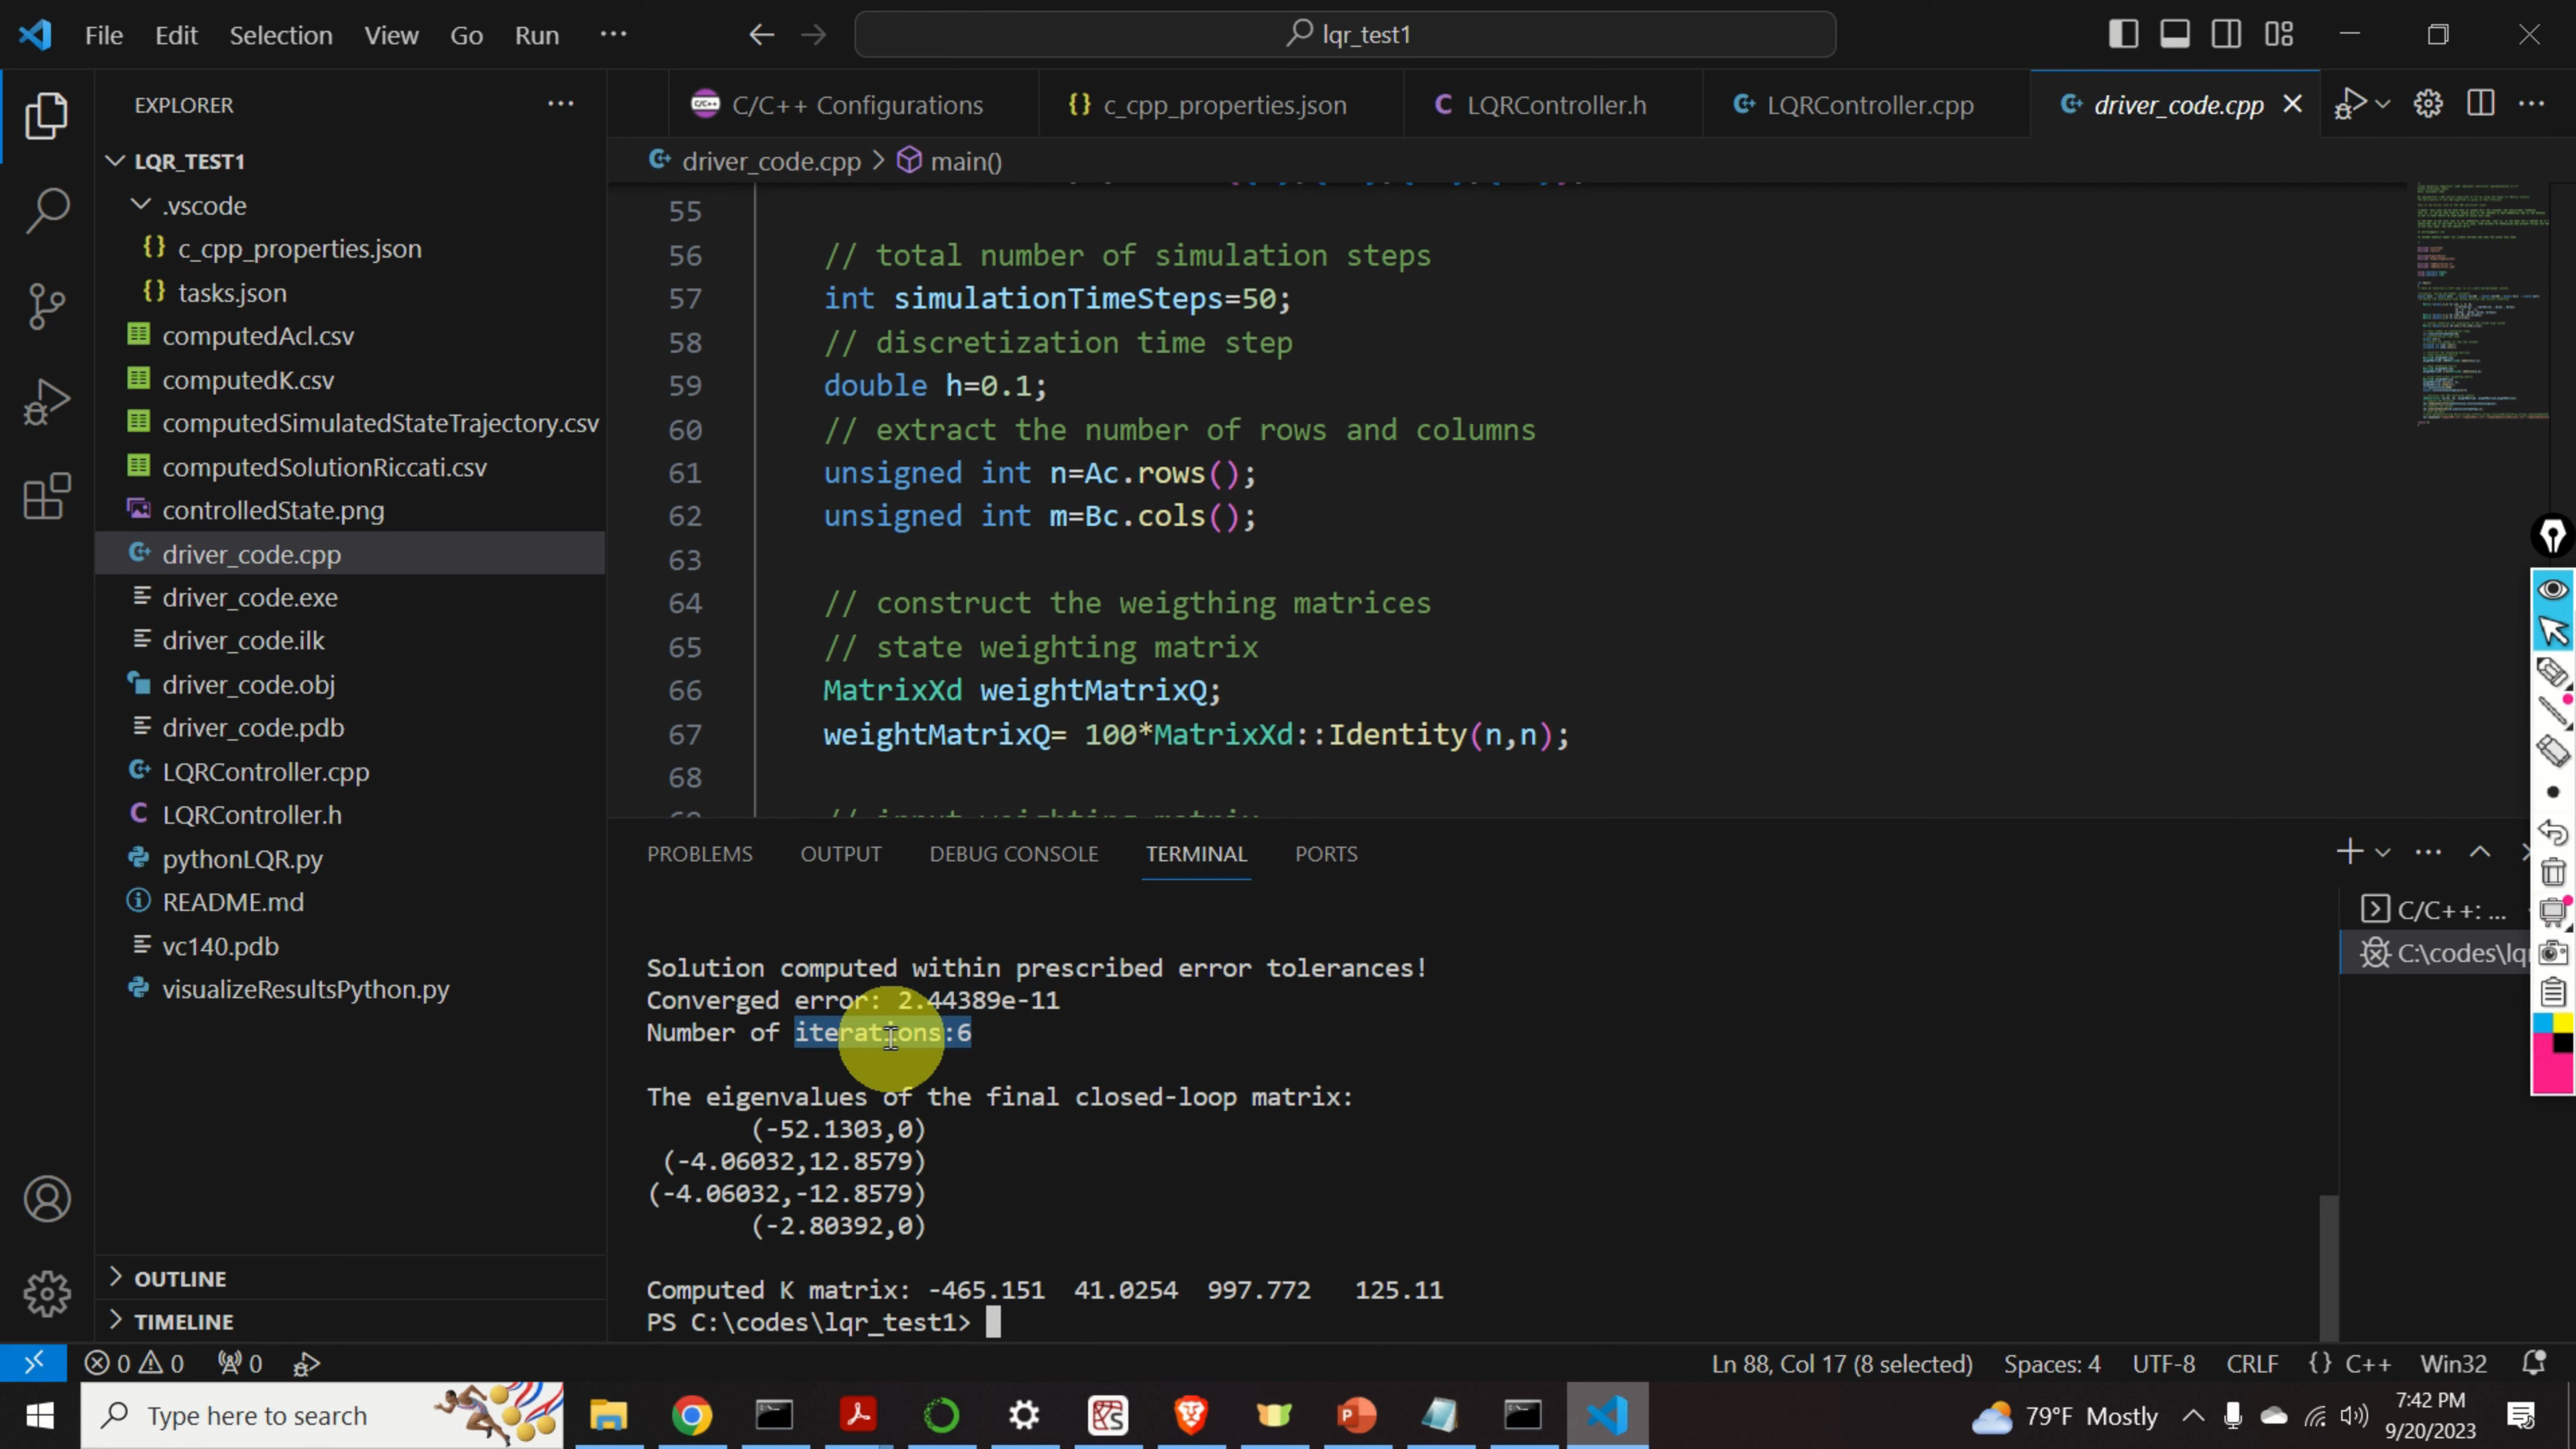 File Edit Selection View Go Run ···
lqr_test1
EXPLORER
LQR_TEST1
.vscode
{} c_cpp_properties.json
{} tasks.json
computedAcl.csv
computedK.csv
computedSimulatedStateTrajectory.csv
computedSolutionRiccati.csv
controlledState.png
driver_code.cpp
driver_code.exe
driver_code.ilk
driver_code.obj
driver_code.pdb
LQRController.cpp
C LQRController.h
pythonLQR.py
README.md
vc140.pdb
visualizeResultsPython.py
OUTLINE
TIMELINE
C/C++ Configurations
{} c_cpp_properties.json
C LQRController.h
LQRController.cpp
driver_code.cpp
driver_code.cpp > main()
55
56 // total number of simulation steps
57 int simulationTimeSteps=50;
58 // discretization time step
59 double h=0.1;
60 // extract the number of rows and columns
61 unsigned int n=Ac.rows();
62 unsigned int m=Bc.cols();
63
64 // construct the weigthing matrices
65 // state weighting matrix
66 MatrixXd weightMatrixQ;
67 weightMatrixQ= 100*MatrixXd::Identity(n,n);
68
69 // input weighting matrix
PROBLEMS OUTPUT DEBUG CONSOLE TERMINAL PORTS
Solution computed within prescribed error tolerances!
Converged error: 2.44389e-11
Number of iterations:6
The eigenvalues of the final closed-loop matrix:
(-52.1303,0)
(-4.06032,12.8579)
(-4.06032,-12.8579)
(-2.80392,0)
Computed K matrix: -465.151 41.0254 997.772 125.11
PS C:\codes\lqr_test1>
C/C++: ...
C:\codes\lq
0 0 0
Ln 88, Col 17 (8 selected) Spaces: 4 UTF-8 CRLF {} C++ Win32
Type here to search
79°F Mostly
7:42 PM
9/20/2023